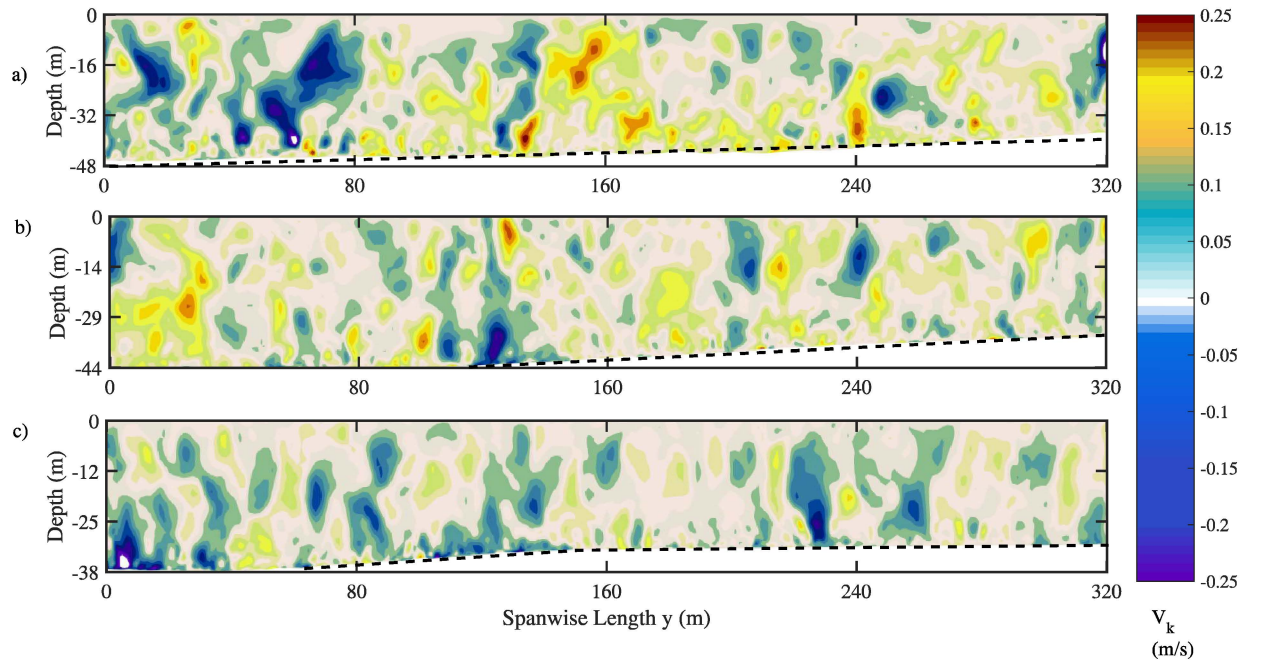 a)
Depth (m)
0
-16
-32
-48
0 80 160 240 320
b)
Depth (m)
0
-14
-29
-44
0 80 160 240 320
c)
Depth (m)
0
-12
-25
-38
0 80 160 240 320
Spanwise Length y (m)
0.25
0.2
0.15
0.1
0.05
0
-0.05
-0.1
-0.15
-0.2
-0.25
V_k
(m/s)